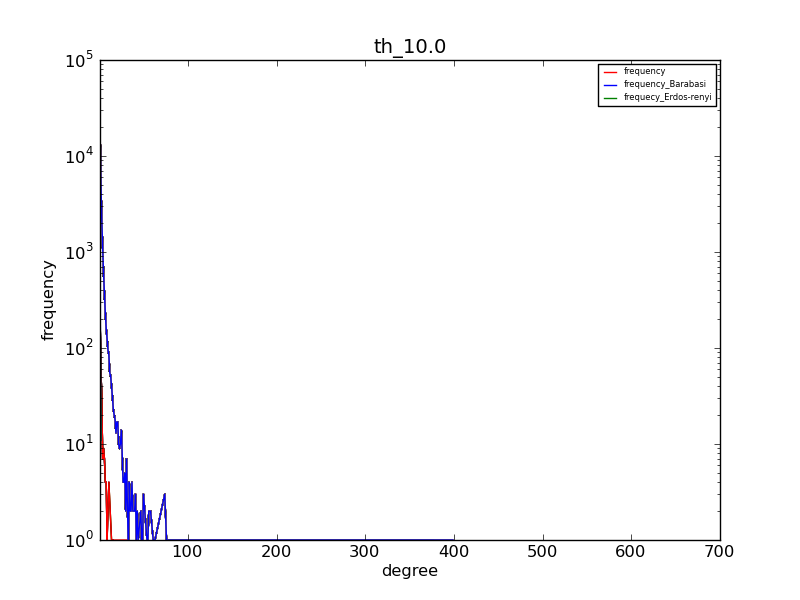 th_10.0
10^5
frequency
frequency_Barabasi
frequecy_Erdos-renyi
10^4
10^3
frequency
10^2
10^1
10^0
100 200 300 400 500 600 700
degree